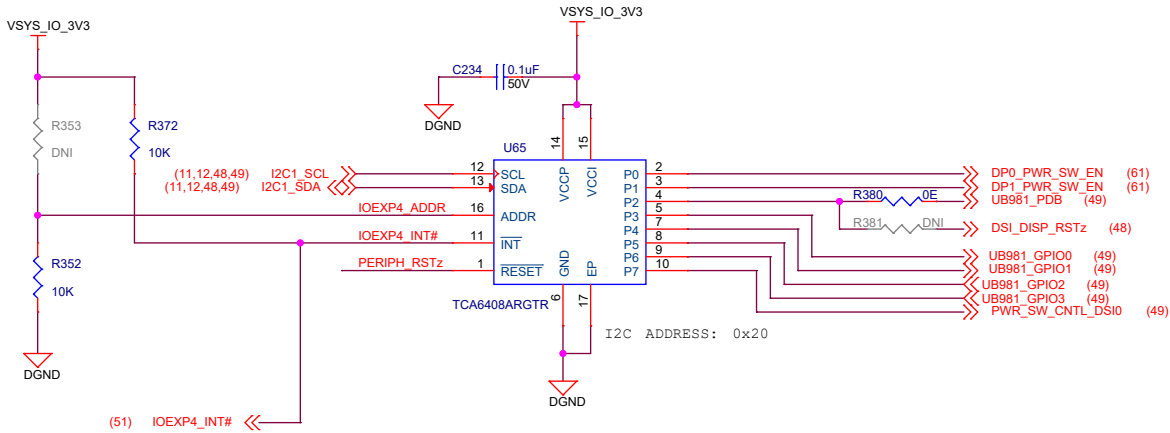 VSYS_IO_3V3
VSYS_IO_3V3
C234
0.1uF
50V
DGND
R353
DNI
R372
10K
U65
14
15
VCCP
VCCI
(11,12,48,49) I2C1_SCL
12
SCL
(11,12,48,49) I2C1_SDA
13
SDA
IOEXP4_ADDR
16
ADDR
IOEXP4_INT#
11
INT
PERIPH_RSTz
1
RESET
P0
2
DP0_PWR_SW_EN (61)
P1
3
DP1_PWR_SW_EN (61)
P2
4
R380
0E
UB981_PDB (49)
P3
5
R381
DNI
DSI_DISP_RSTz (48)
P4
7
P5
8
P6
9
P7
10
UB981_GPIO0 (49)
UB981_GPIO1 (49)
UB981_GPIO2 (49)
UB981_GPIO3 (49)
PWR_SW_CNTL_DSI0 (49)
GND
EP
6
17
TCA6408ARGTR
I2C ADDRESS: 0x20
R352
10K
DGND
DGND
(51) IOEXP4_INT#